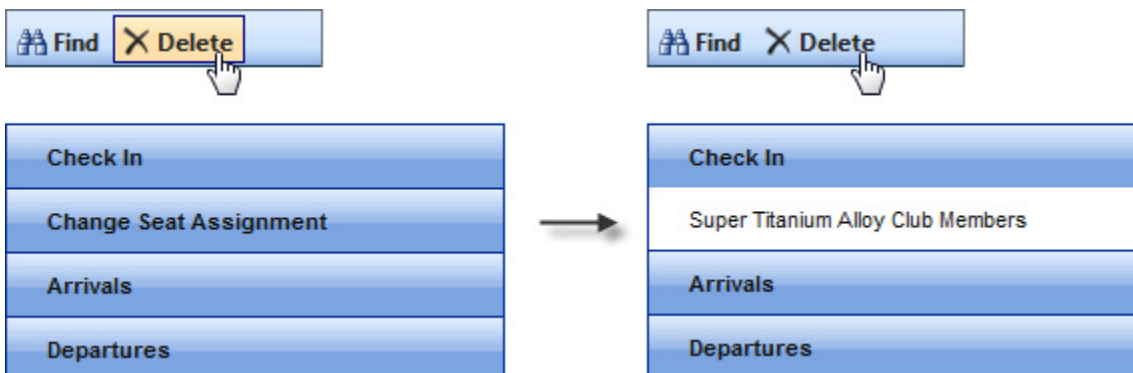 Find Delete
Check In
Change Seat Assignment
Arrivals
Departures
Find Delete
Check In
Super Titanium Alloy Club Members
Arrivals
Departures